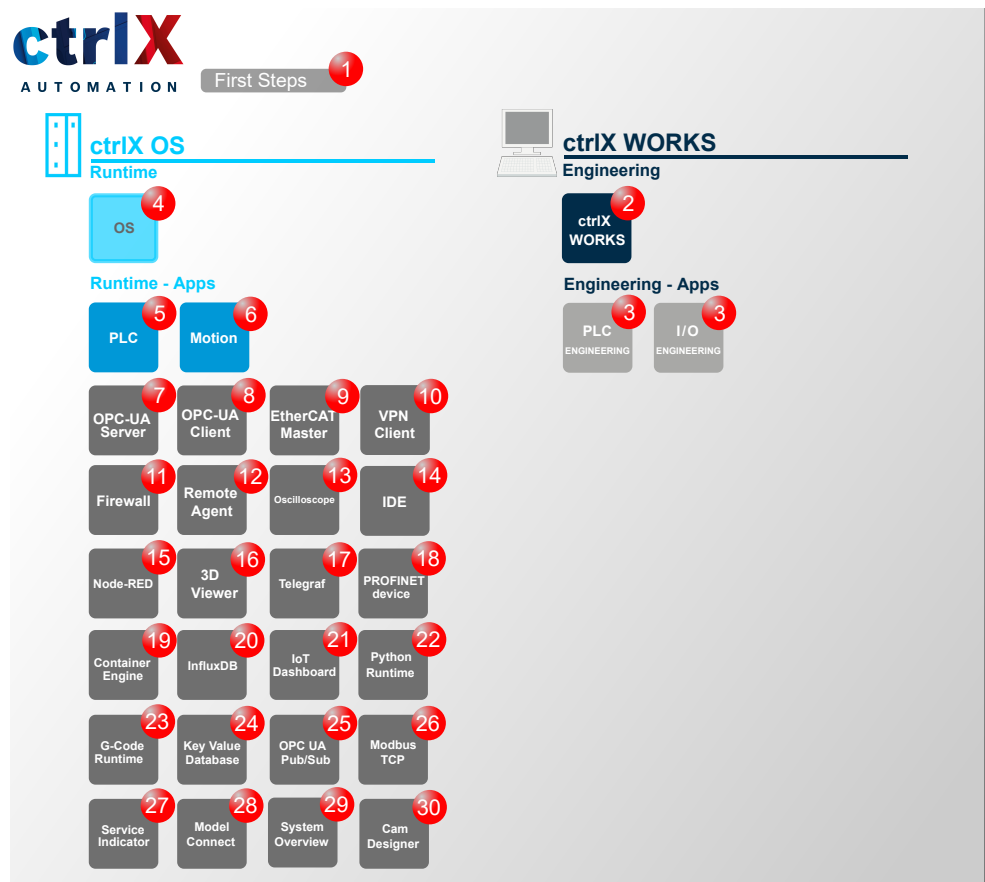 ctrlX
AUTOMATION
First Steps
1
ctrlX OS
Runtime
OS
4
Runtime - Apps
PLC
5
Motion
6
OPC-UA
Server
7
OPC-UA
Client
8
EtherCAT
Master
9
VPN
Client
10
Firewall
11
Remote
Agent
12
Oscilloscope
13
IDE
14
Node-RED
15
3D
Viewer
16
Telegraf
17
PROFINET
device
18
Container
Engine
19
InfluxDB
20
IoT
Dashboard
21
Python
Runtime
22
G-Code
Runtime
23
Key Value
Database
24
OPC UA
Pub/Sub
25
Modbus
TCP
26
Service
Indicator
27
Model
Connect
28
System
Overview
29
Cam
Designer
30
ctrlX WORKS
Engineering
ctrlX
WORKS
2
Engineering - Apps
PLC
ENGINEERING
3
I/O
ENGINEERING
3